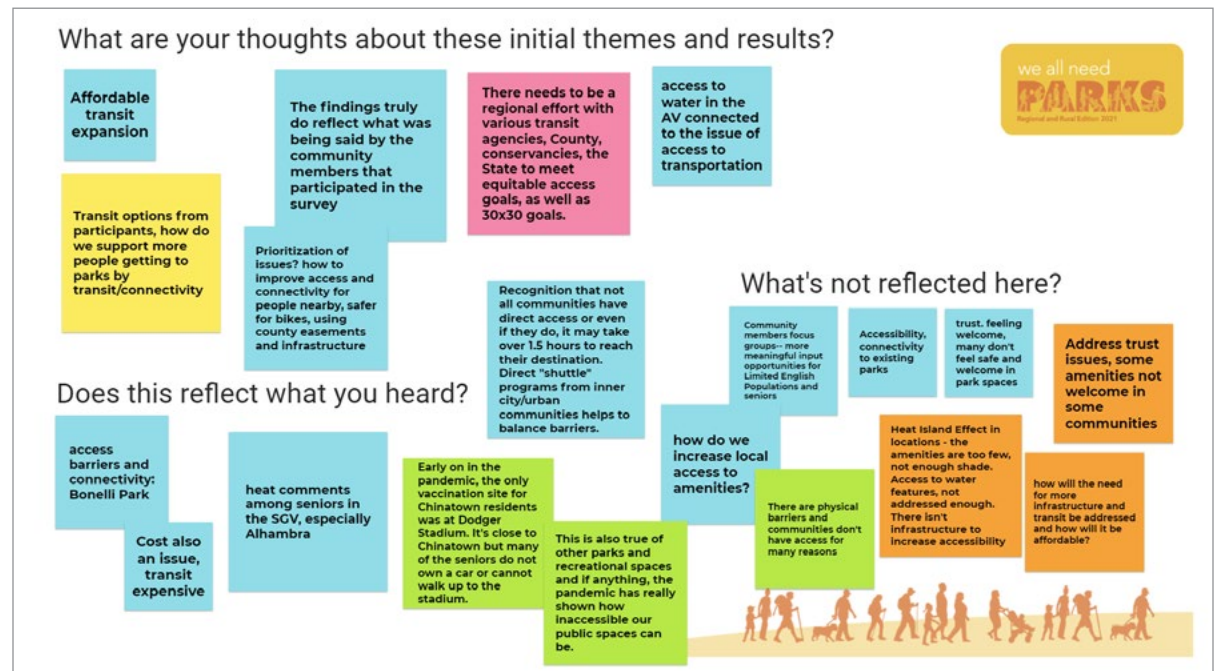 What are your thoughts about these initial themes and results?
we all need
PARKS
Regional and Rural Edition 2021
Affordable
transit
expansion
The findings truly
do reflect what was
being said by the
community
members that
participated in the
survey
There needs to be a
regional effort with
various transit
agencies, County,
conservancies, the
State to meet
equitable access
goals, as well as
30x30 goals.
access to
water in the
AV connected
to the issue of
access to
transportation
Transit options from
participants, how do
we support more
people getting to
parks by
transit/connectivity
Prioritization of
issues? how to
improve access and
connectivity for
people nearby, safer
for bikes, using
county easements
and infrastructure
Recognition that not
all communities have
direct access or even
if they do, it may take
over 1.5 hours to reach
their destination.
Direct "shuttle"
programs from inner
city/urban
communities helps to
balance barriers.
Does this reflect what you heard?
access
barriers and
connectivity:
Bonelli Park
Cost also
an issue,
transit
expensive
heat comments
among seniors in
the SGV, especially
Alhambra
Early on in the
pandemic, the only
vaccination site for
Chinatown residents
was at Dodger
Stadium. It's close to
Chinatown but many
of the seniors do not
own a car or cannot
walk up to the
stadium.
This is also true of
other parks and
recreational spaces
and if anything, the
pandemic has really
shown how
inaccessible our
public spaces can
be.
What's not reflected here?
Community
members focus
groups-- more
meaningful input
opportunities for
Limited English
Populations and
seniors
Accessibility,
connectivity
to existing
parks
trust. feeling
welcome,
many don't
feel safe and
welcome in
park spaces
Address trust
issues, some
amenities not
welcome in
some
communities
how do we
increase local
access to
amenities?
There are physical
barriers and
communities don't
have access for
many reasons
Heat Island Effect in
locations - the
amenities are too few,
not enough shade.
Access to water
features, not
addressed enough.
There isn't
infrastructure to
increase accessibility
how will the need
for more
infrastructure and
transit be addressed
and how will it be
affordable?